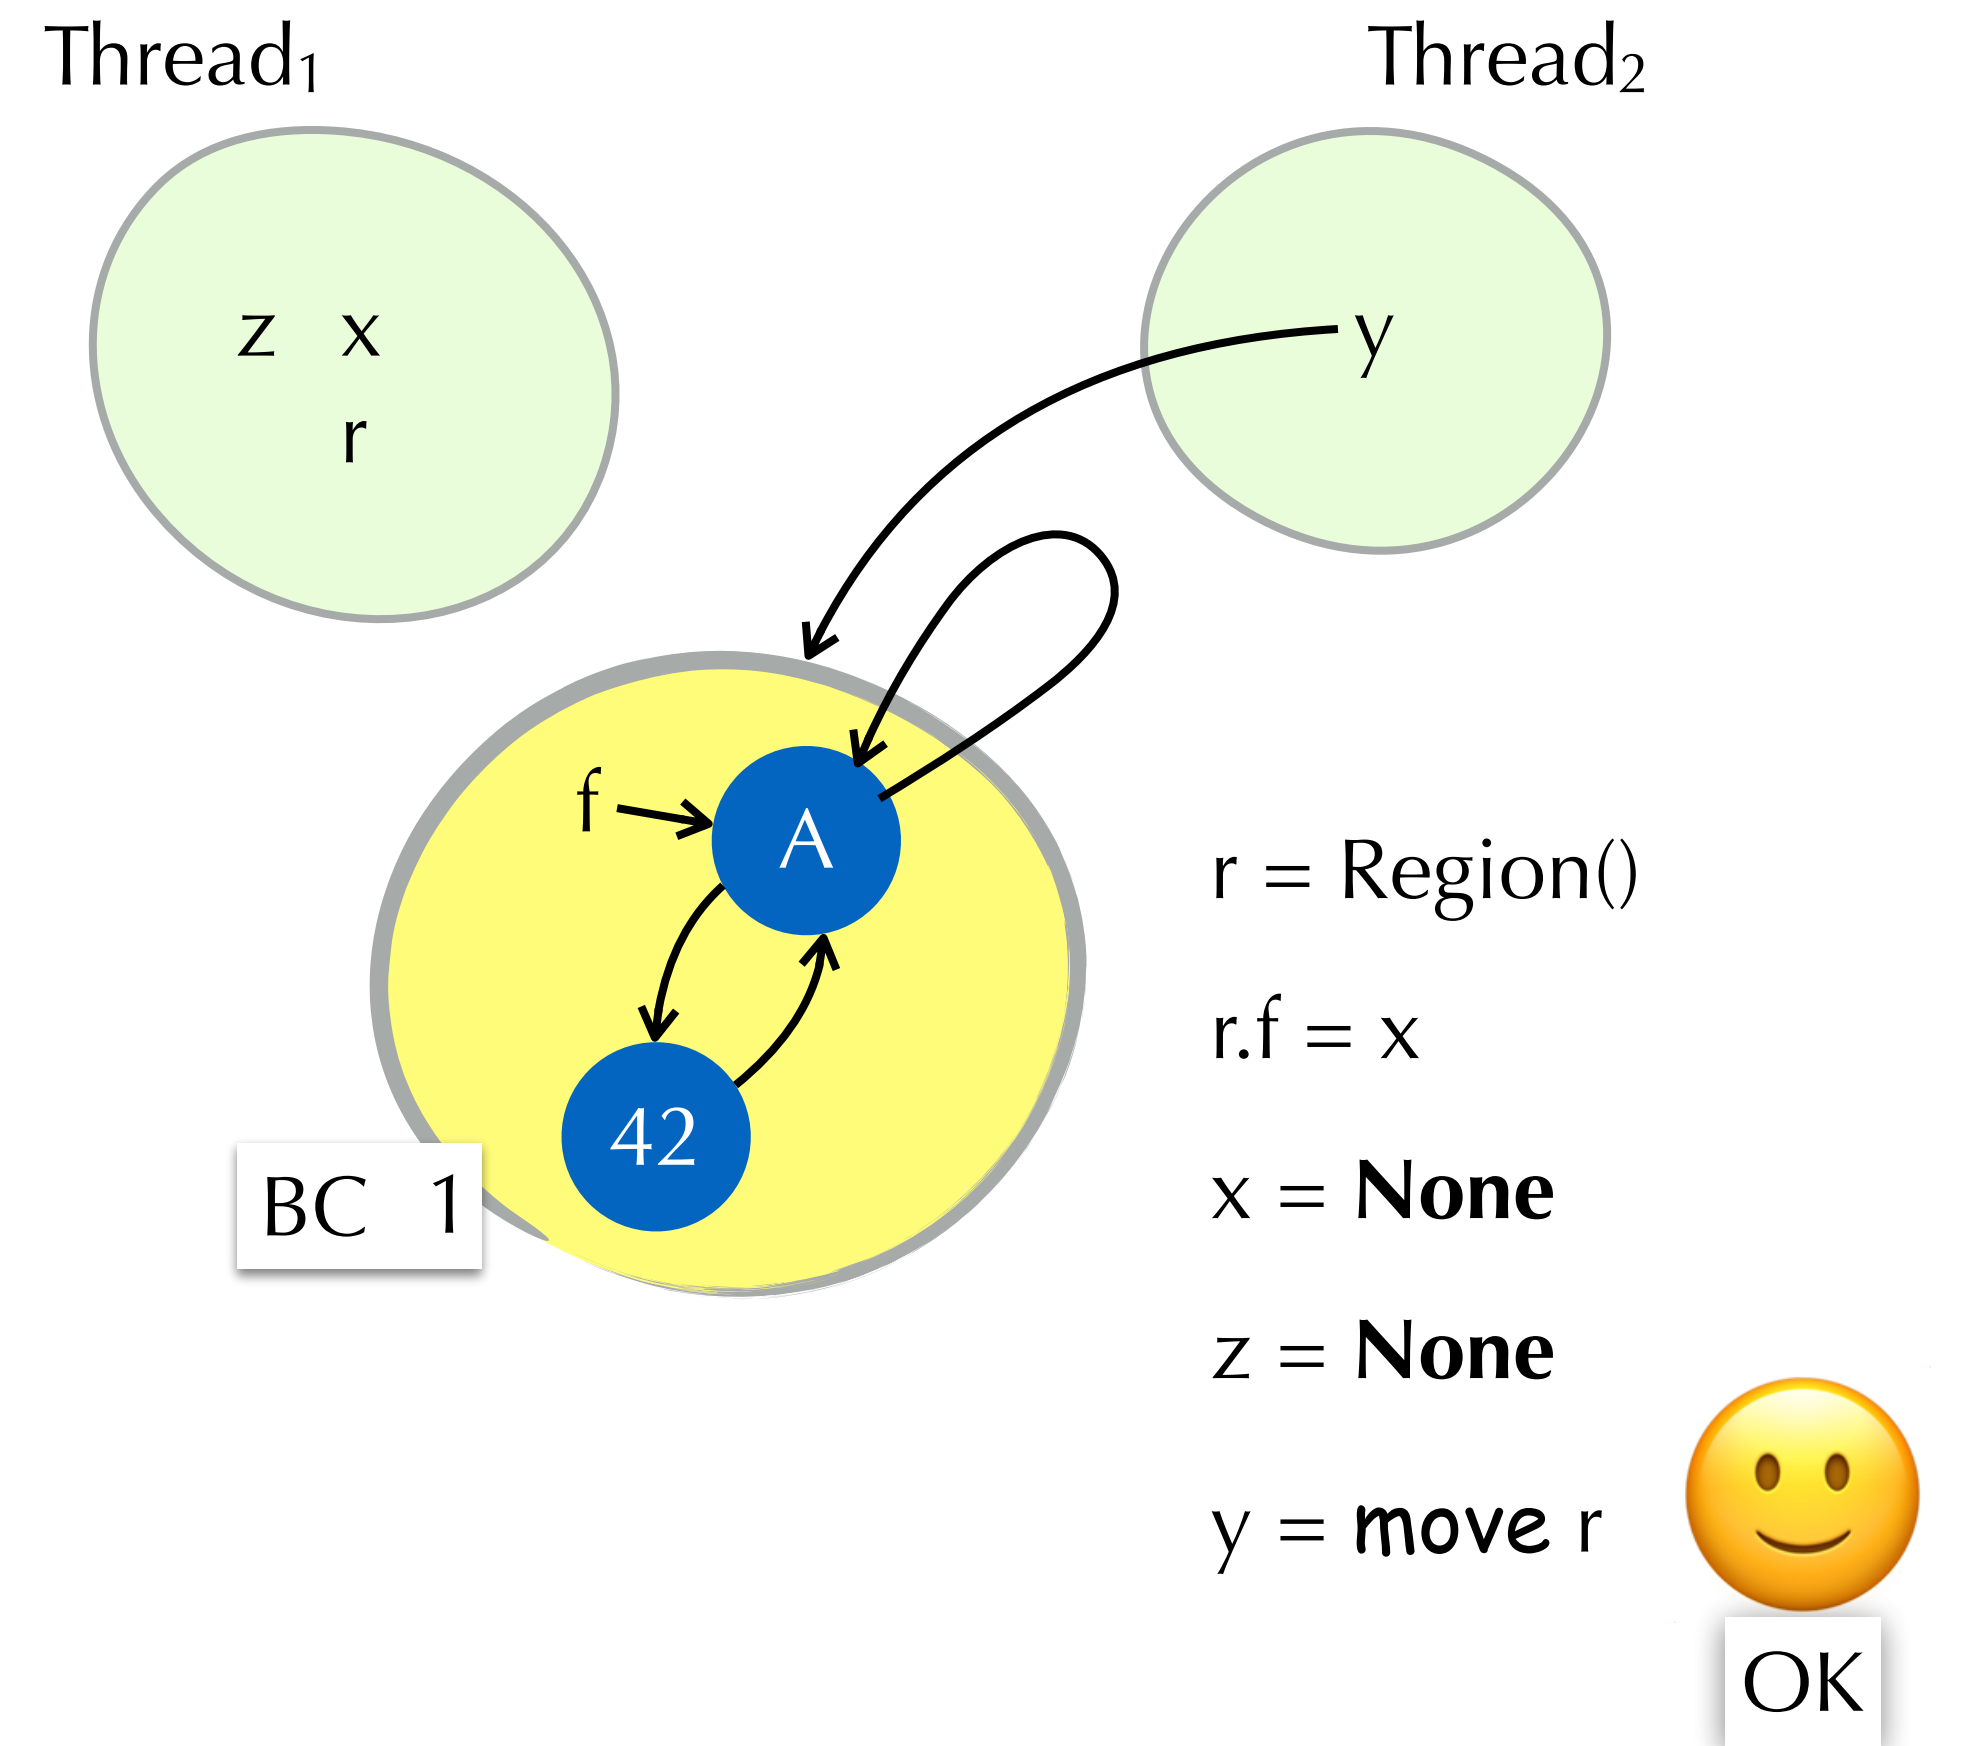 Thread₁
Thread₂
z x
r
y
f
A
42
BC 1
r = Region()
r.f = x
x = None
z = None
y = move r
OK